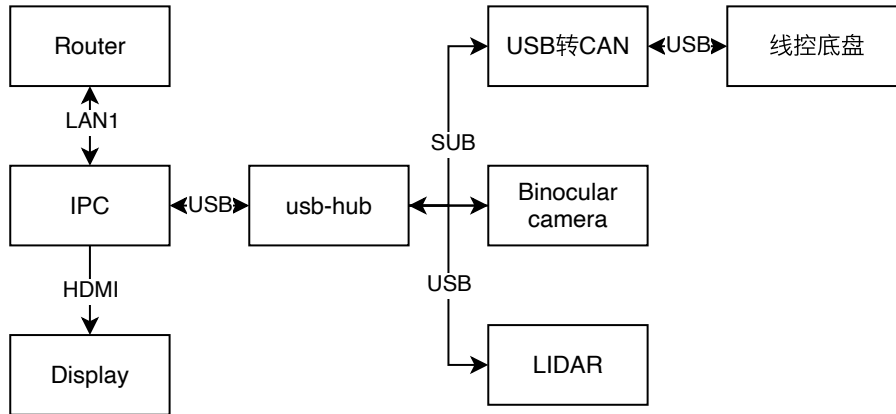 Router
USB转CAN
USB
线控底盘
LAN1
SUB
IPC
USB
usb-hub
Binocular
camera
HDMI
USB
Display
LIDAR